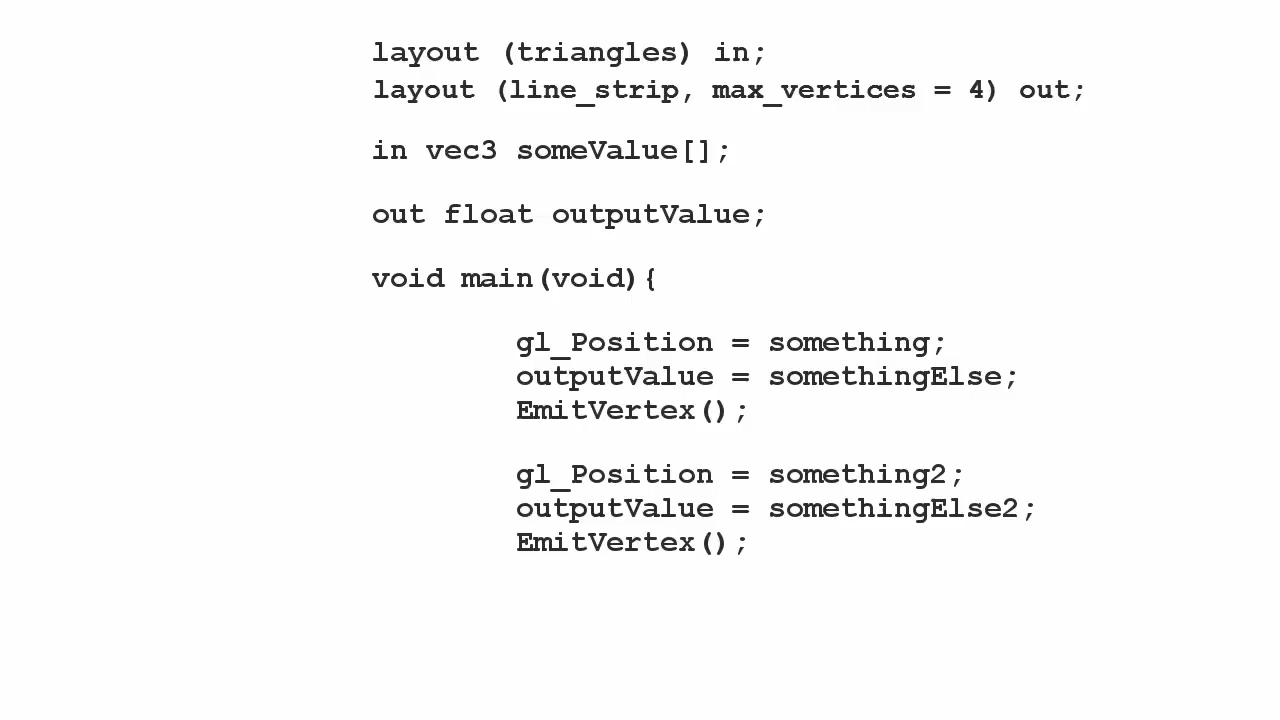 layout (triangles) in;
layout (line_strip, max_vertices = 4) out;
in vec3 someValue[];
out float outputValue;
void main(void){
gl_Position = something;
outputValue = somethingElse;
EmitVertex();
gl_Position = something2;
outputValue = somethingElse2;
EmitVertex();